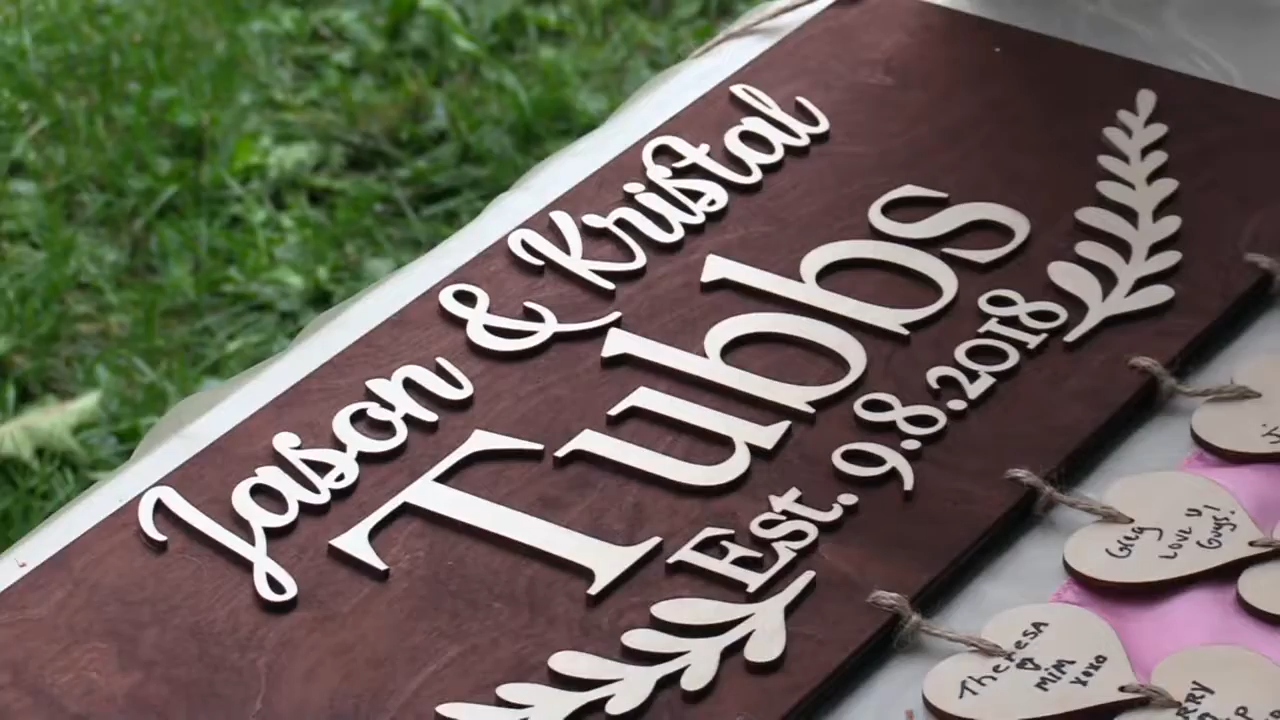 Jason & Kristal
Tubbs
Est. 9.8.2018
Greg
Love U
Guys!
Theresa
Mim
xoxo